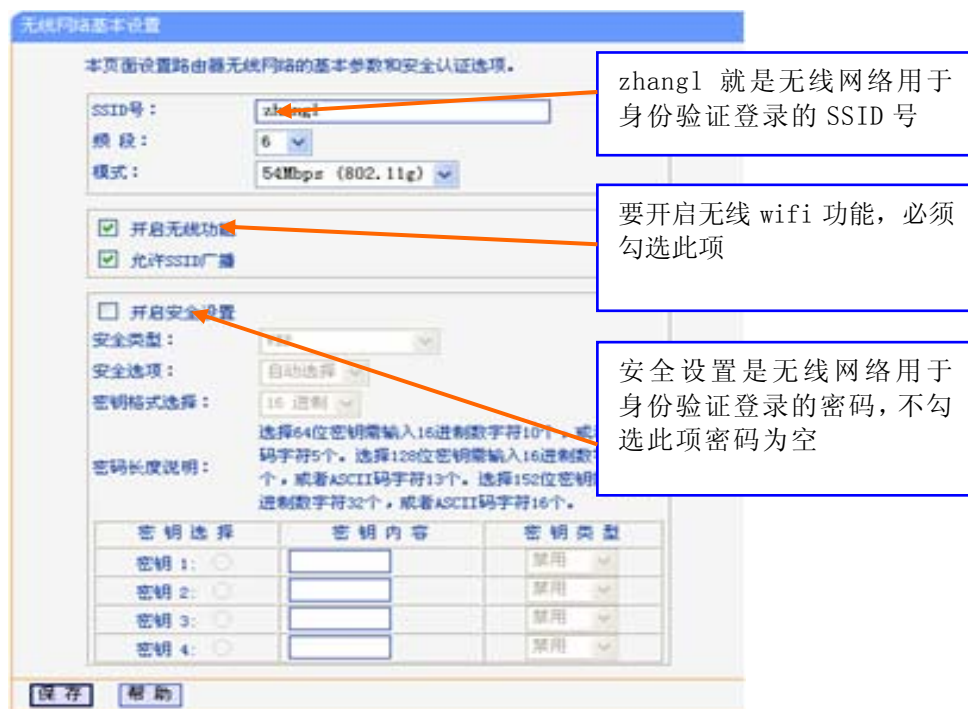 无线网络基本设置
本页面设置路由器无线网络的基本参数和安全认证选项。
SSID号：
zhangl
频 段：
6
模式：
54Mbps (802.11g)
开启无线功能
允许SSID广播
开启安全设置
安全类型：
安全选项：
自动选择
密钥格式选择：
16 进制
密码长度说明：
选择64位密钥需输入16进制数字符10个，或
码字符5个。选择128位密钥需输入16进制数
个，或者ASCII码字符13个。选择152位密钥
进制数字符32个，或者ASCII码字符16个。
密 钥 选 择 密 钥 内 容 密 钥 类 型
密钥 1: 禁用
密钥 2: 禁用
密钥 3: 禁用
密钥 4: 禁用
保 存 帮 助
zhangl 就是无线网络用于
身份验证登录的 SSID 号
要开启无线 wifi 功能，必须
勾选此项
安全设置是无线网络用于
身份验证登录的密码，不勾
选此项密码为空